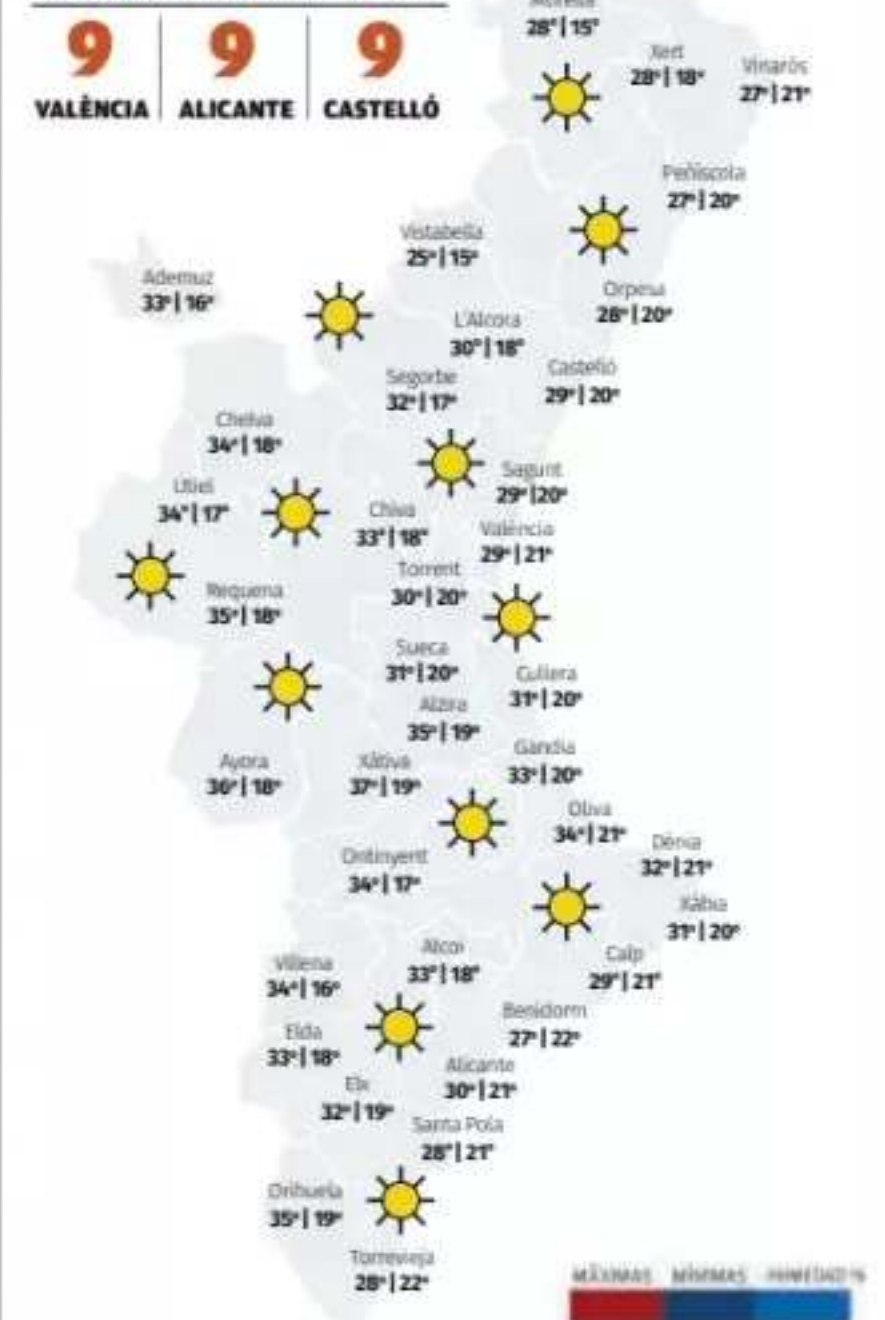 9 9 9
VALÈNCIA ALICANTE CASTELLÓ
Morella
28°|15°
Xert
28°|18°
Vinaròs
27°|21°
Peñíscola
27°|20°
Vistabella
25°|15°
Ademuz
33°|16°
Orpesa
28°|20°
L'Alcora
30°|18°
Castelló
29°|20°
Segorbe
32°|17°
Chelva
34°|18°
Sagunt
29°|20°
Utiel
34°|17°
Chiva
33°|18°
València
29°|21°
Torrent
30°|20°
Requena
35°|18°
Sueca
31°|20°
Cullera
31°|20°
Alzira
35°|19°
Gandia
33°|20°
Ayora
36°|18°
Xàtiva
37°|19°
Oliva
34°|21°
Dénia
32°|21°
Ontinyent
34°|17°
Xàbia
31°|20°
Alcoi
33°|18°
Calp
29°|21°
Villena
34°|16°
Benidorm
27°|22°
Elda
33°|18°
Alicante
30°|21°
Elx
32°|19°
Santa Pola
28°|21°
Orihuela
35°|19°
Torrevieja
28°|22°
MÁXIMAS MÍNIMAS HUMEDAD %